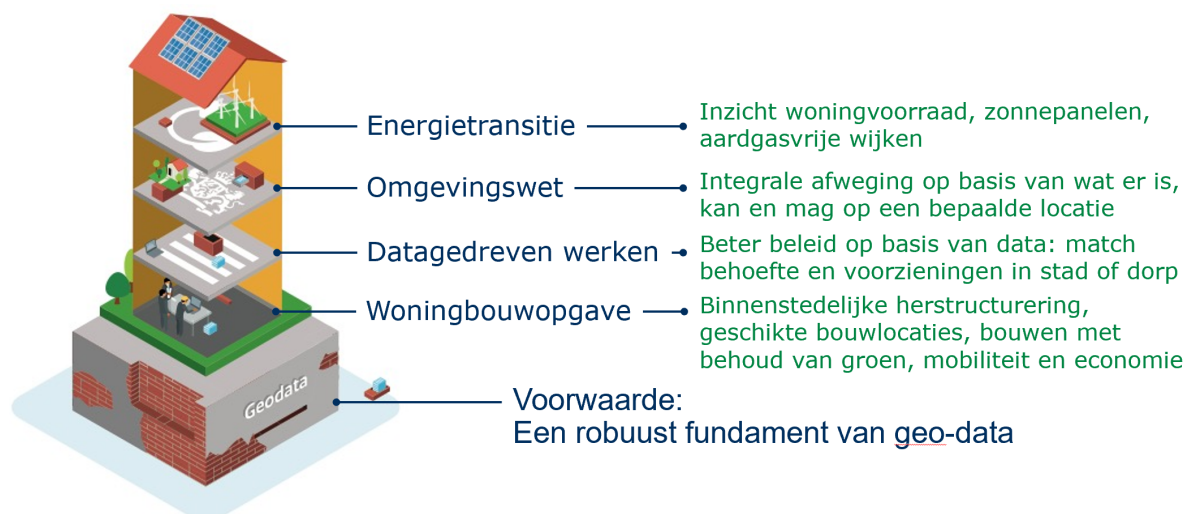 Energietransitie
Inzicht woningvoorraad, zonnepanelen,
aardgasvrije wijken
Omgevingswet
Integrale afweging op basis van wat er is,
kan en mag op een bepaalde locatie
Datagedreven werken
Beter beleid op basis van data: match
behoefte en voorzieningen in stad of dorp
Woningbouwopgave
Binnenstedelijke herstructurering,
geschikte bouwlocaties, bouwen met
behoud van groen, mobiliteit en economie
Geodata
Voorwaarde:
Een robuust fundament van geo-data